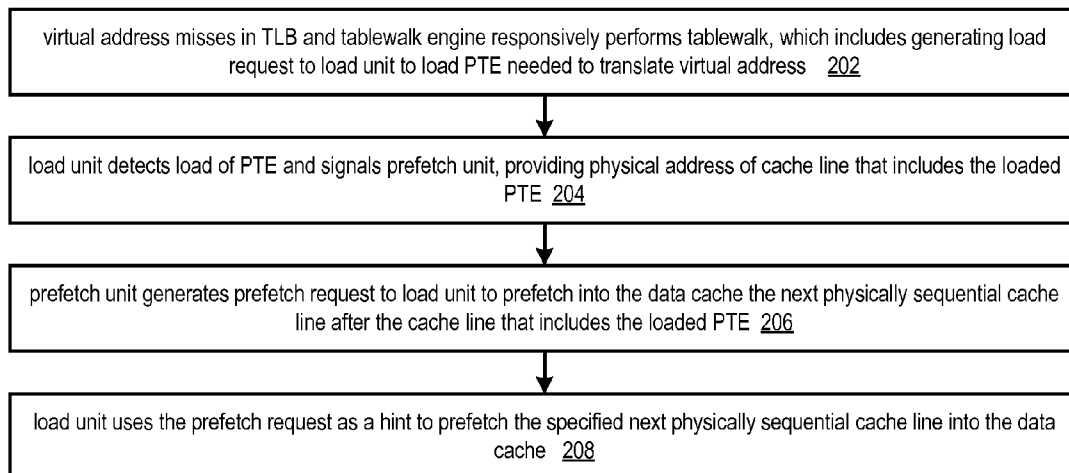 virtual address misses in TLB and tablewalk engine responsively performs tablewalk, which includes generating load
request to load unit to load PTE needed to translate virtual address 202
load unit detects load of PTE and signals prefetch unit, providing physical address of cache line that includes the loaded
PTE 204
prefetch unit generates prefetch request to load unit to prefetch into the data cache the next physically sequential cache
line after the cache line that includes the loaded PTE 206
load unit uses the prefetch request as a hint to prefetch the specified next physically sequential cache line into the data
cache 208